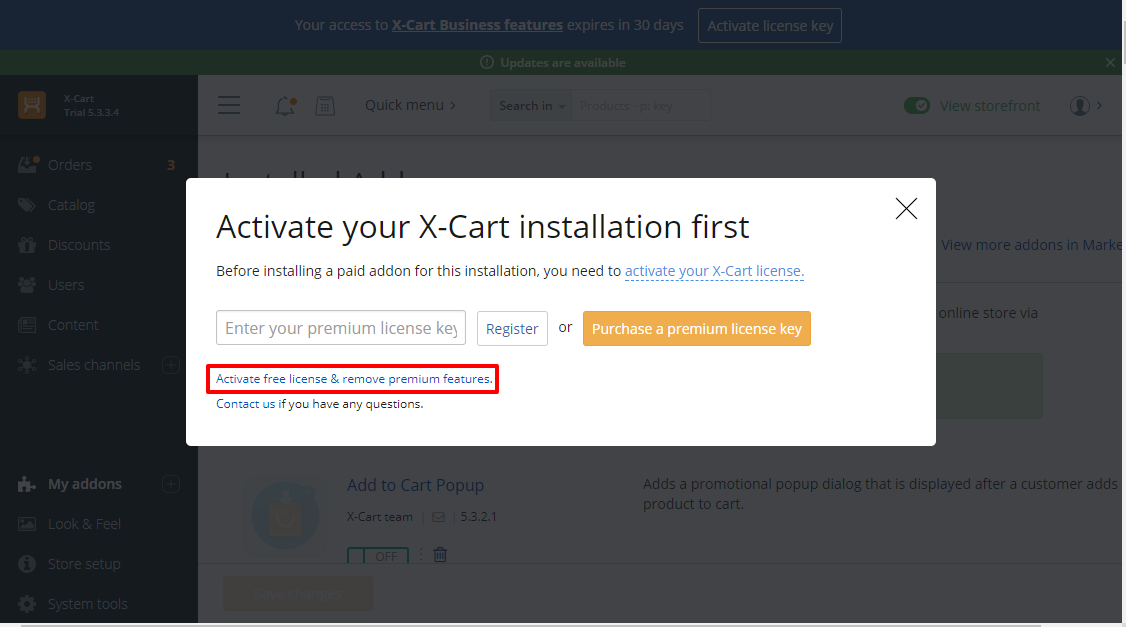 Your access to X-Cart Business features expires in 30 days Activate license key
Updates are available
X-Cart
Trial 5.3.3.4
Quick menu
Search in
Products - p: key
View storefront
Orders 3
Catalog
Discounts
Users
Content
Sales channels
My addons
Look & Feel
Store setup
System tools
View more addons in Marke
online store via
Activate your X-Cart installation first
Before installing a paid addon for this installation, you need to activate your X-Cart license.
Enter your premium license key
Register
or
Purchase a premium license key
Activate free license & remove premium features.
Contact us if you have any questions.
Add to Cart Popup
X-Cart team | | 5.3.2.1
OFF
Adds a promotional popup dialog that is displayed after a customer adds
product to cart.
Save changes